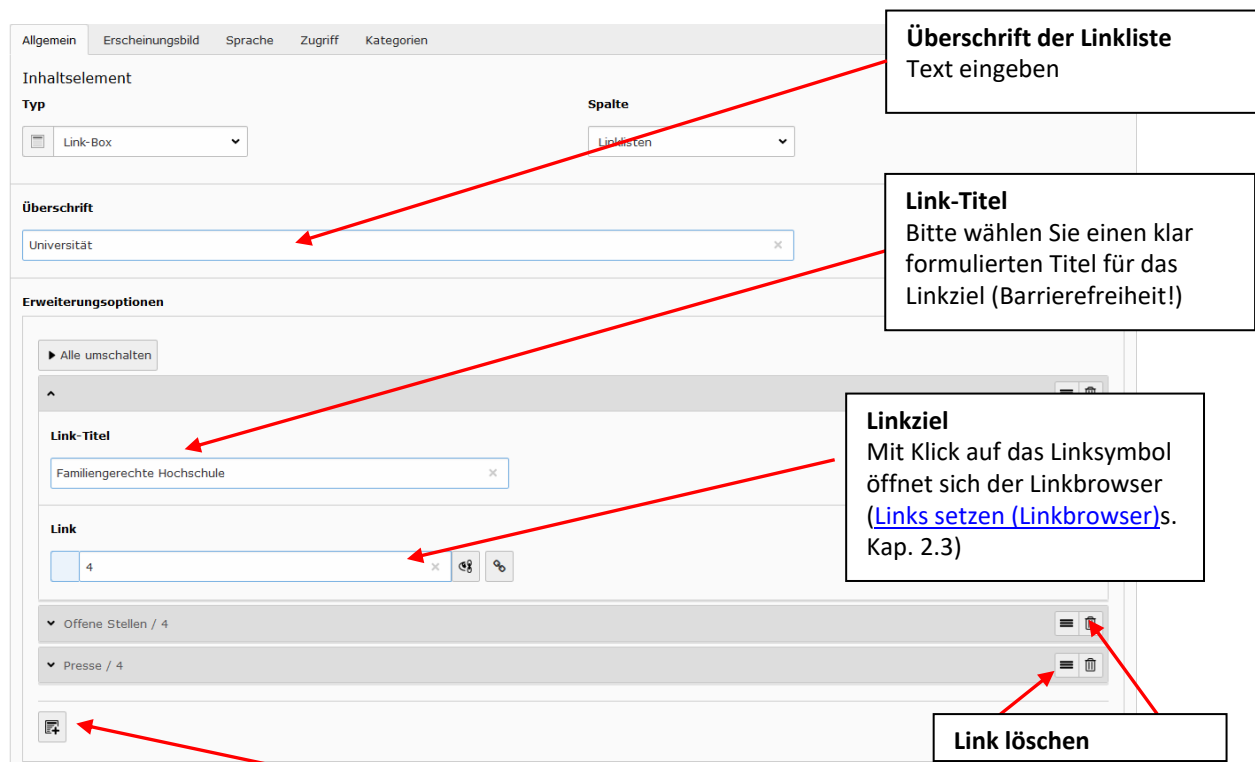 Überschrift der Linkliste
Text eingeben
Allgemein Erscheinungsbild Sprache Zugriff Kategorien
Inhaltselement
Typ Spalte
Link-Box Linklisten
Link-Titel
Bitte wählen Sie einen klar
formulierten Titel für das
Linkziel (Barrierefreiheit!)
Überschrift
Universität
Erweiterungsoptionen
Alle umschalten
Linkziel
Mit Klick auf das Linksymbol
öffnet sich der Linkbrowser
(Links setzen (Linkbrowser)s.
Kap. 2.3)
Link-Titel
Familiengerechte Hochschule
Link
4
Offene Stellen / 4
Presse / 4
Link löschen